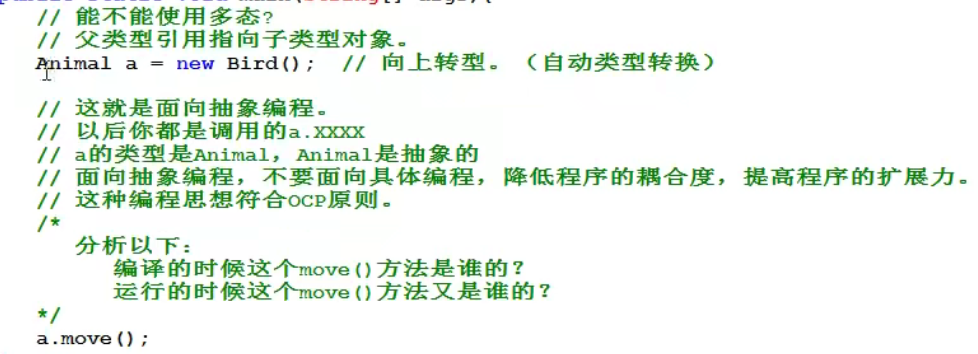 // 能不能使用多态?
// 父类型引用指向子类型对象。
Animal a = new Bird(); // 向上转型。（自动类型转换）
// 这就是面向抽象编程。
// 以后你都是调用的a.XXXX
// a的类型是Animal，Animal是抽象的
// 面向抽象编程，不要面向具体编程，降低程序的耦合度，提高程序的扩展力。
// 这种编程思想符合OCP原则。
/*
分析以下：
编译的时候这个move()方法是谁的？
运行的时候这个move()方法又是谁的？
*/
a.move();